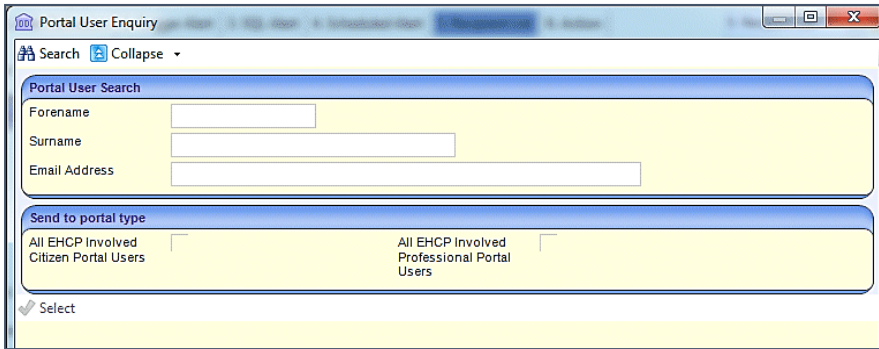 Portal User Enquiry
Search Collapse
Portal User Search
Forename
Surname
Email Address
Send to portal type
All EHCP Involved
Citizen Portal Users
All EHCP Involved
Professional Portal
Users
Select